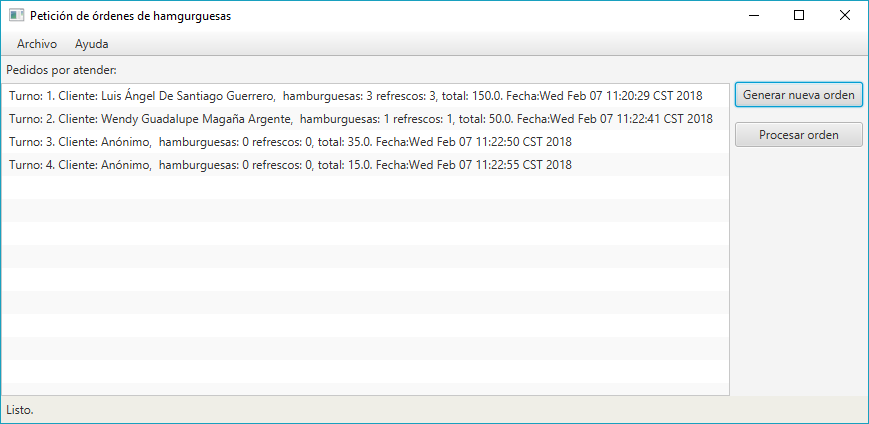 Petición de órdenes de hamgurguesas
Archivo Ayuda
Pedidos por atender:
Turno: 1. Cliente: Luis Ángel De Santiago Guerrero,  hamburguesas: 3 refrescos: 3, total: 150.0. Fecha:Wed Feb 07 11:20:29 CST 2018
Turno: 2. Cliente: Wendy Guadalupe Magaña Argente,  hamburguesas: 1 refrescos: 1, total: 50.0. Fecha:Wed Feb 07 11:22:41 CST 2018
Turno: 3. Cliente: Anónimo,  hamburguesas: 0 refrescos: 0, total: 35.0. Fecha:Wed Feb 07 11:22:50 CST 2018
Turno: 4. Cliente: Anónimo,  hamburguesas: 0 refrescos: 0, total: 15.0. Fecha:Wed Feb 07 11:22:55 CST 2018
Generar nueva orden
Procesar orden
Listo.